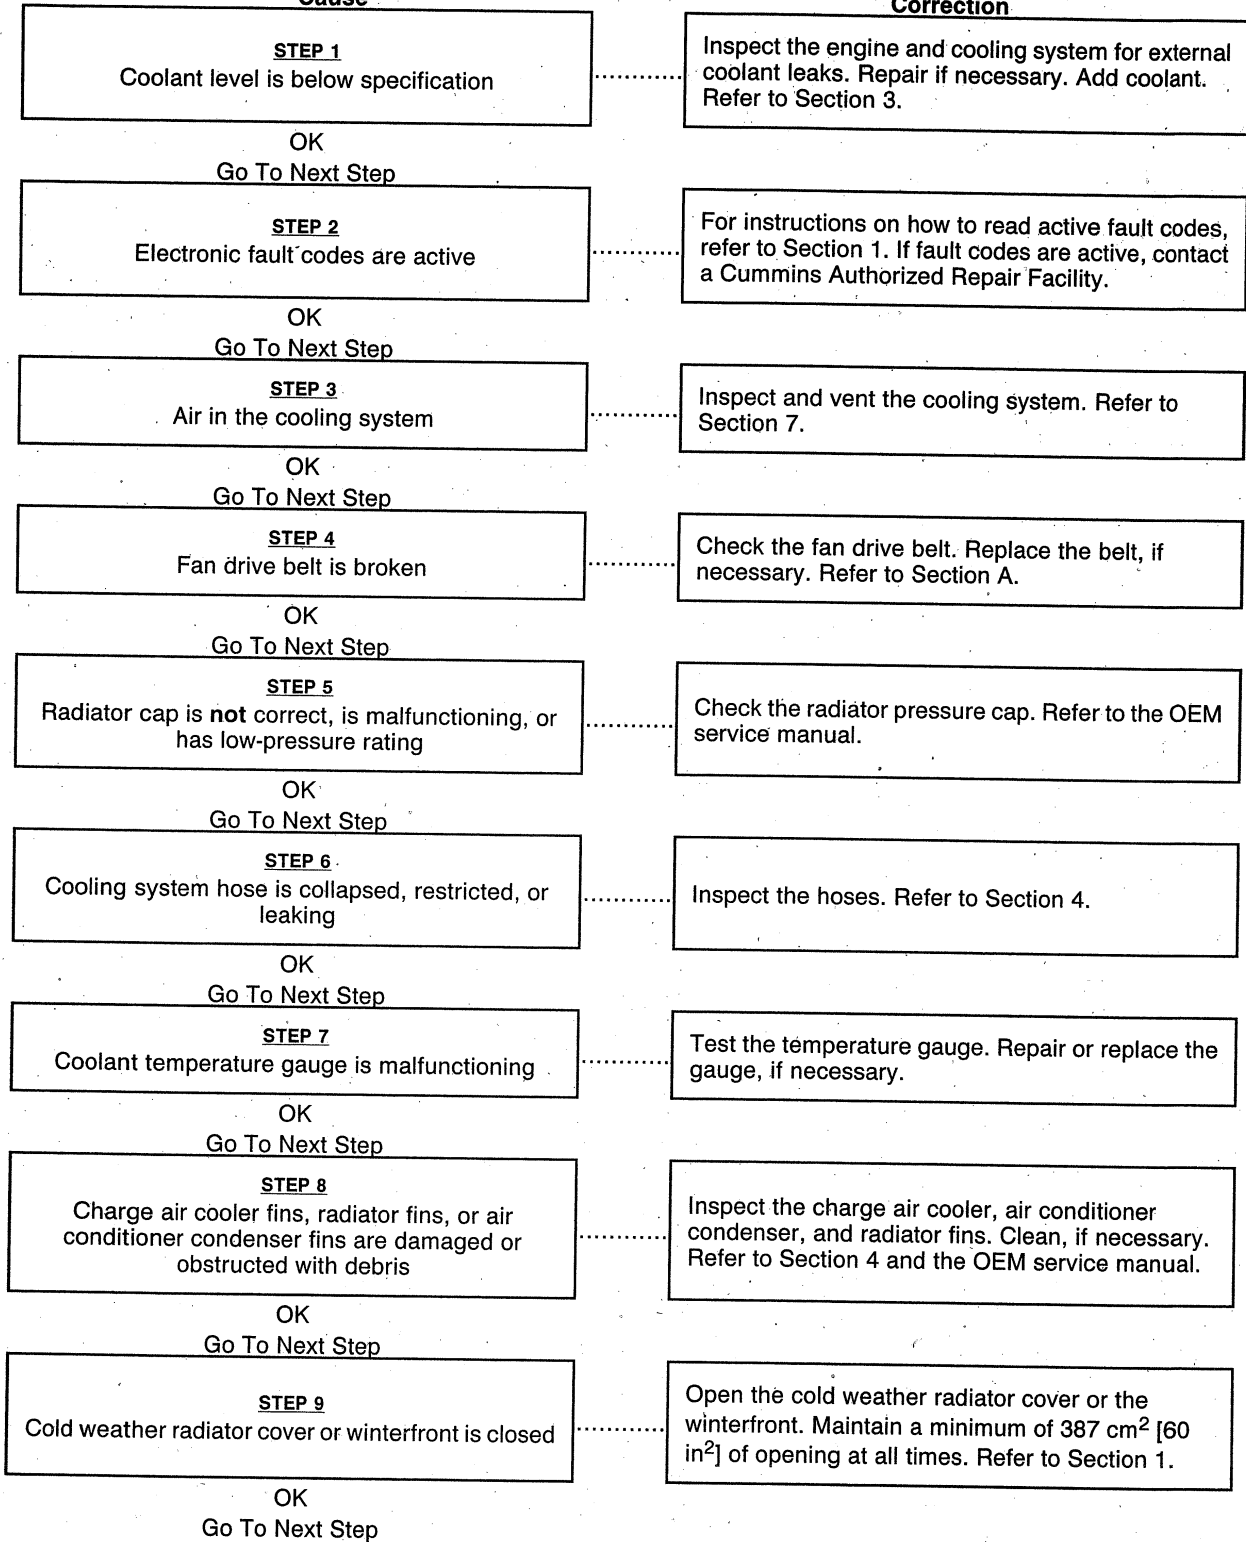 Cause
Correction
STEP 1
Coolant level is below specification
Inspect the engine and cooling system for external
coolant leaks. Repair if necessary. Add coolant.
Refer to Section 3.
OK
Go To Next Step
STEP 2
Electronic fault codes are active
For instructions on how to read active fault codes,
refer to Section 1. If fault codes are active, contact
a Cummins Authorized Repair Facility.
OK
Go To Next Step
STEP 3
Air in the cooling system
Inspect and vent the cooling system. Refer to
Section 7.
OK
Go To Next Step
STEP 4
Fan drive belt is broken
Check the fan drive belt. Replace the belt, if
necessary. Refer to Section A.
OK
Go To Next Step
STEP 5
Radiator cap is not correct, is malfunctioning, or
has low-pressure rating
Check the radiator pressure cap. Refer to the OEM
service manual.
OK
Go To Next Step
STEP 6
Cooling system hose is collapsed, restricted, or
leaking
Inspect the hoses. Refer to Section 4.
OK
Go To Next Step
STEP 7
Coolant temperature gauge is malfunctioning
Test the temperature gauge. Repair or replace the
gauge, if necessary.
OK
Go To Next Step
STEP 8
Charge air cooler fins, radiator fins, or air
conditioner condenser fins are damaged or
obstructed with debris
Inspect the charge air cooler, air conditioner
condenser, and radiator fins. Clean, if necessary.
Refer to Section 4 and the OEM service manual.
OK
Go To Next Step
STEP 9
Cold weather radiator cover or winterfront is closed
Open the cold weather radiator cover or the
winterfront. Maintain a minimum of 387 cm² [60
in²] of opening at all times. Refer to Section 1.
OK
Go To Next Step